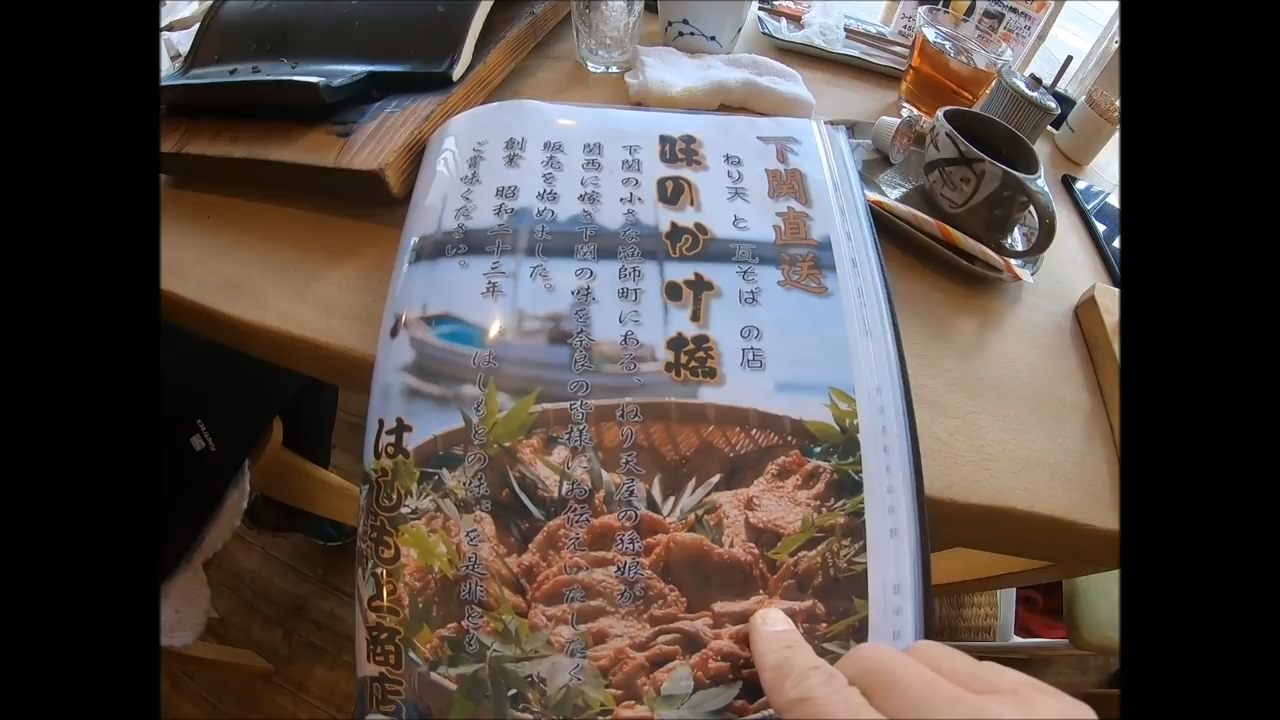 下関直送
ねり天 と 瓦そば の店
味のかけ橋
下関の小さな漁師町にある、ねり天屋の孫娘が
関西に嫁ぎ下関の味を奈良の皆様にお伝えいたしたく
販売を始めました。
創業 昭和二十三年 はしもとの味 を是非とも
ご賞味ください。
はしもと商店